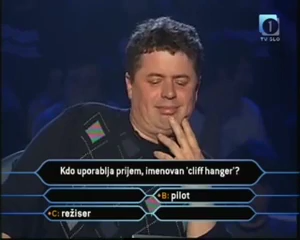 1
TV SLO
Kdo uporablja prijem, imenovan 'cliff hanger'?
B: pilot
C: režiser